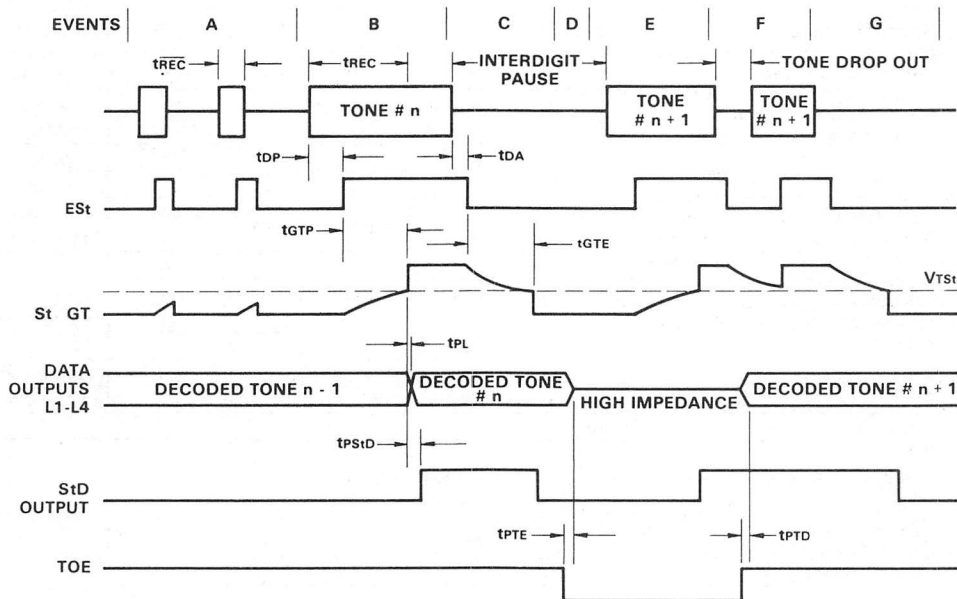 EVENTS A B C D E F G
tREC tREC INTERDIGIT PAUSE TONE DROP OUT
TONE # n
TONE # n + 1
TONE # n + 1
tDP tDA
ESt
tGTP tGTE
VTSt
St GT
tPL
DATA OUTPUTS L1-L4
DECODED TONE n - 1
DECODED TONE # n
HIGH IMPEDANCE
DECODED TONE # n + 1
tPStD
StD OUTPUT
tPTE tPTD
TOE